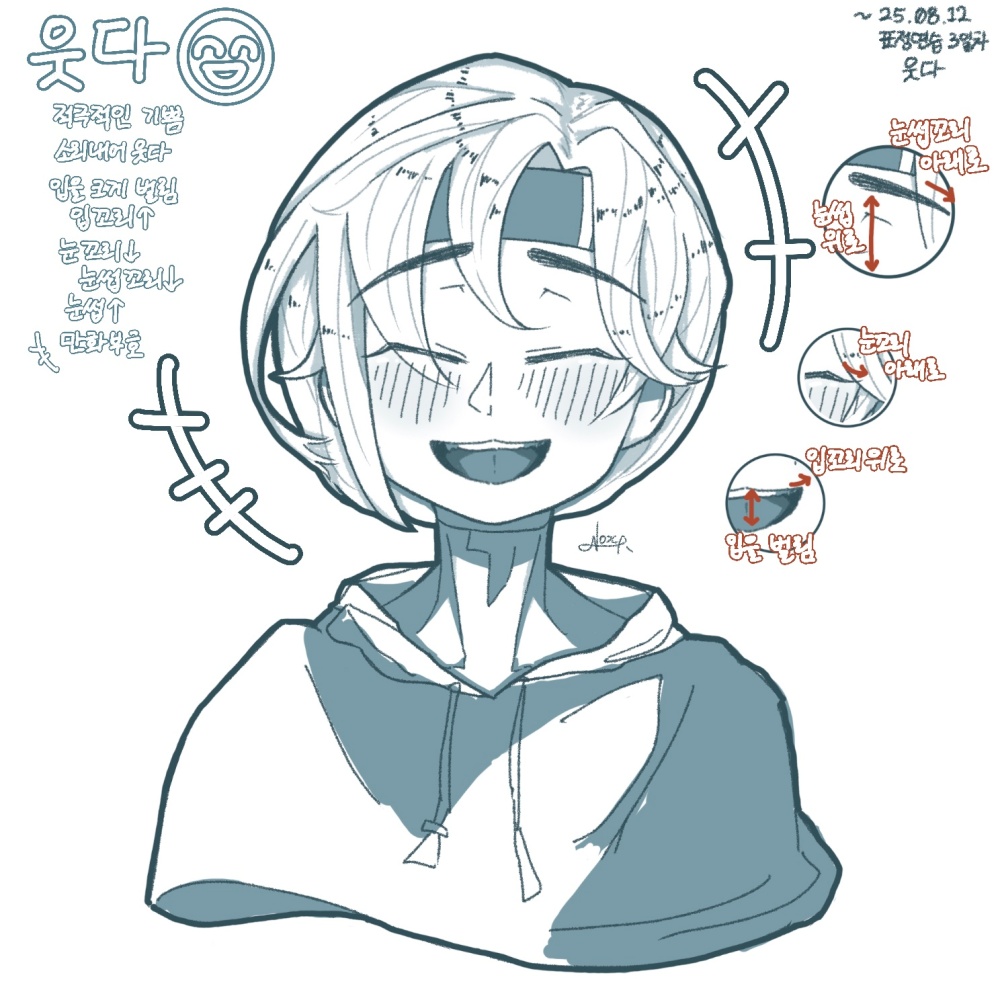 웃다
적극적인 기쁨
소리내어 웃다
입을 크게 벌림
입꼬리↑
눈꼬리↓
눈썹꼬리↓
눈썹↑
만화부호
~ 25.08.12
표정연습 3일차
웃다
눈썹꼬리
아래로
눈썹
위로
눈꼬리
아래로
입꼬리 위로
입을 벌림